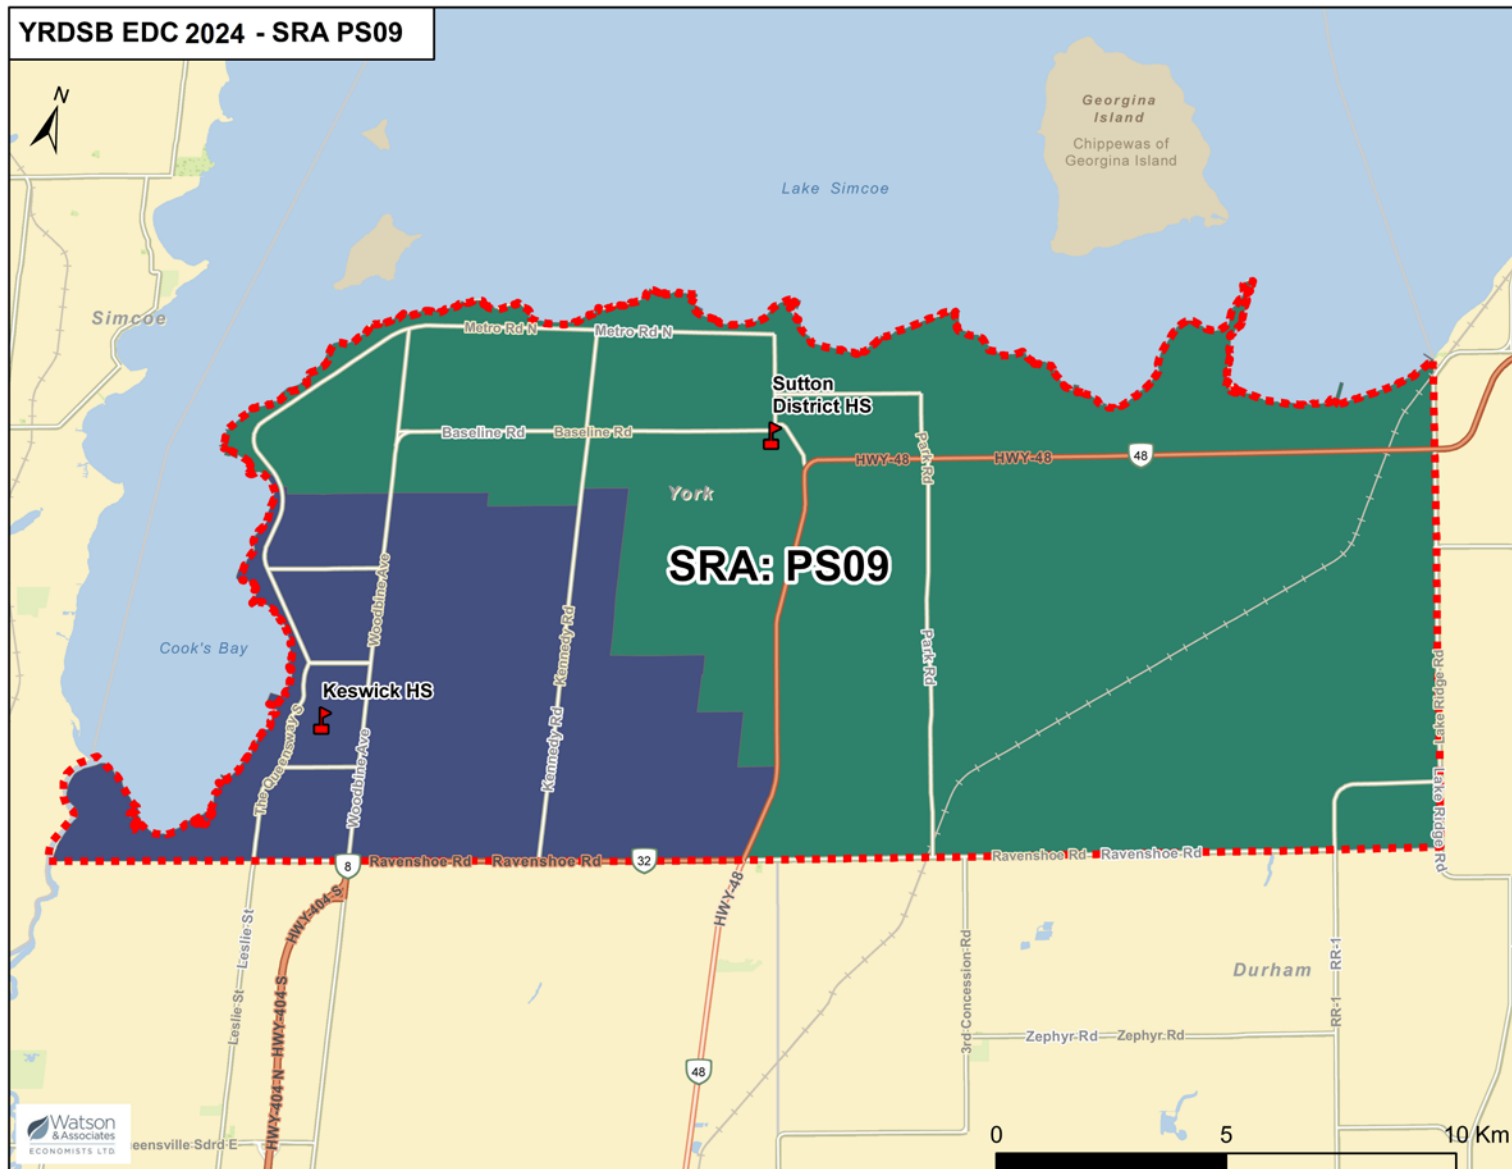 YRDSB EDC 2024 - SRA PS09
N
Georgina
Island
Chippewas of
Georgina Island
Lake Simcoe
Simcoe
Metro Rd N
Metro Rd N
Sutton
District HS
Baseline Rd
Baseline Rd
Park Rd
HWY-48
HWY-48
48
York
SRA: PS09
Woodbine Ave
Kennedy Rd
Park Rd
Cook's Bay
Keswick HS
The Queensway S
Woodbine Ave
Kennedy Rd
Lake Ridge Rd
Lake Ridge Rd
8
Ravenshoe Rd
Ravenshoe Rd
32
Ravenshoe Rd
Ravenshoe Rd
HWY-404 S
HWY-48
Leslie St
Leslie St
3rd Concession Rd
Durham
RR-1
RR-1
HWY-404 N
HWY-404 S
Zephyr Rd
Zephyr Rd
48
Watson
& Associates
ECONOMISTS LTD.
eensville Sdrd E
0
5
10 Km